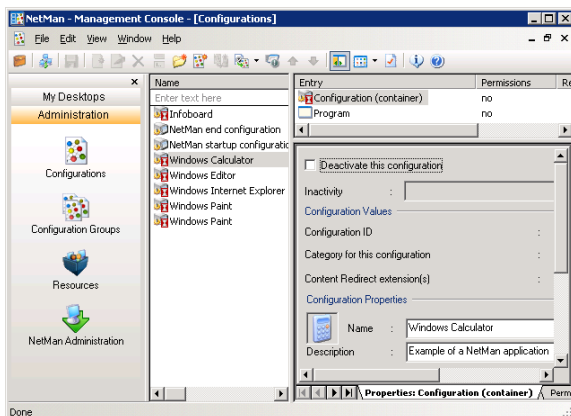 NetMan - Management Console - [Configurations]
File Edit View Window Help
My Desktops
Administration
Configurations
Configuration Groups
Resources
NetMan Administration
Name
Enter text here
Infoboard
NetMan end configuration
NetMan startup configuratic
Windows Calculator
Windows Editor
Windows Internet Explorer
Windows Paint
Windows Paint
Entry Permissions Re
Configuration (container) no
Program no
Deactivate this configuration
Inactivity :
Configuration Values
Configuration ID :
Category for this configuration :
Content Redirect extension(s) :
Configuration Properties
Name : Windows Calculator
Description : Example of a NetMan application
Properties: Configuration (container) Perm
Done